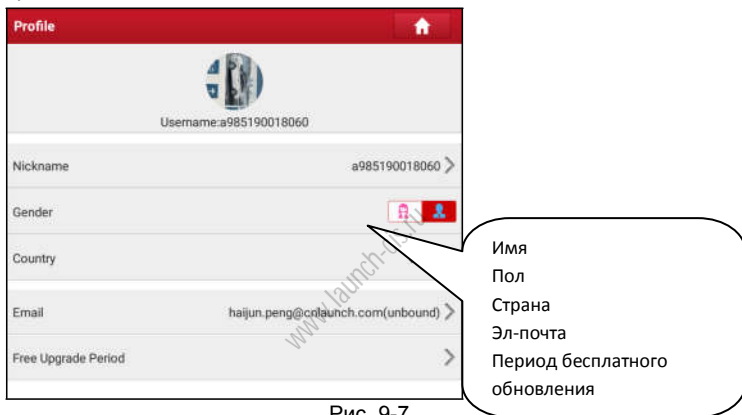 Profile
Username:a985190018060
Nickname a985190018060
Gender
Country
Email haijun.peng@cnlaunch.com(unbound)
Free Upgrade Period
www.launch-ds.ru
Имя
Пол
Страна
Эл-почта
Период бесплатного
обновления
Рис. 9-7